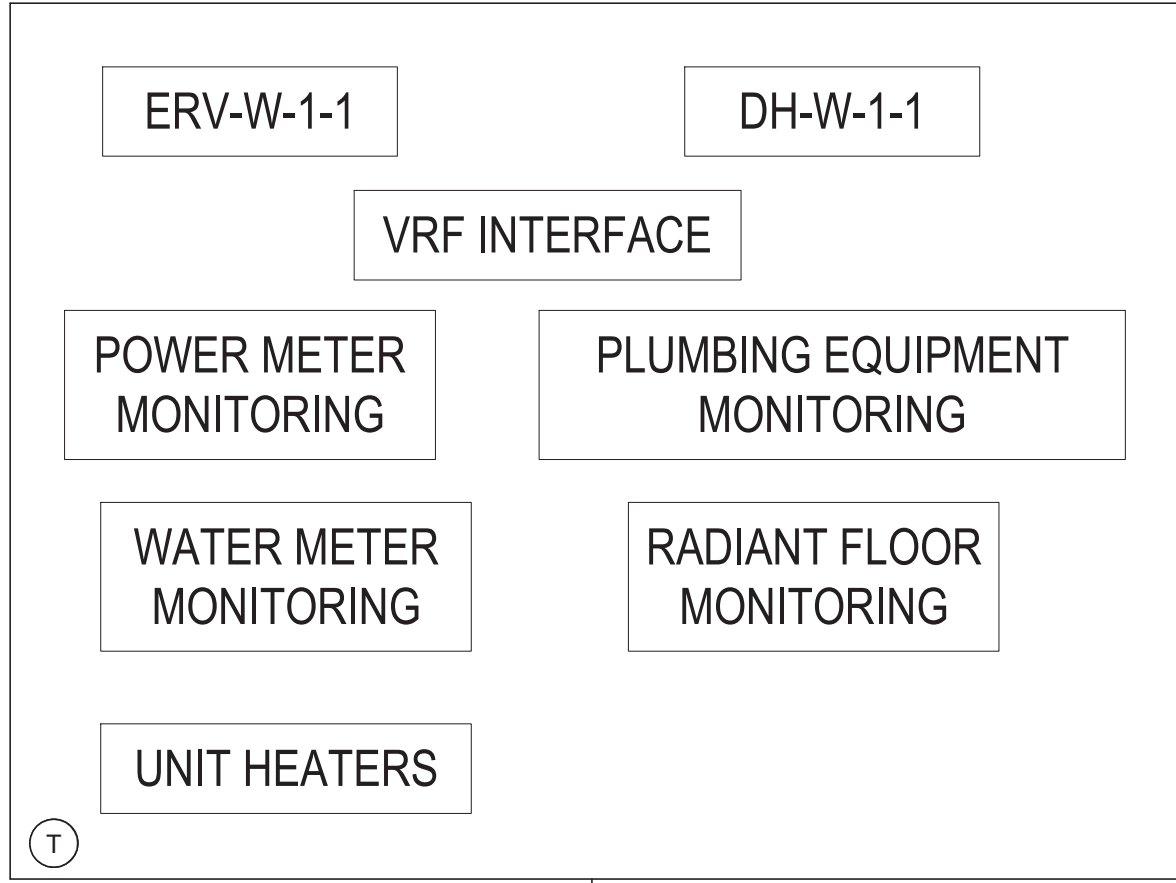 ERV-W-1-1
DH-W-1-1
VRF INTERFACE
POWER METER
MONITORING
PLUMBING EQUIPMENT
MONITORING
WATER METER
MONITORING
RADIANT FLOOR
MONITORING
UNIT HEATERS
T